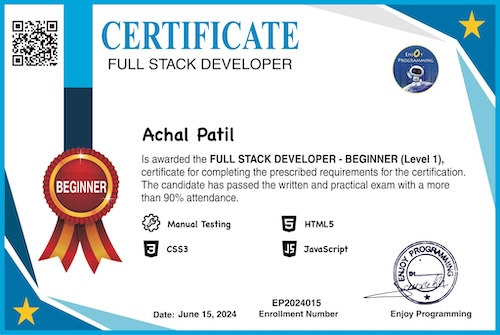 CERTIFICATE
FULL STACK DEVELOPER
ENJOY
PROGRAMMING
Achal Patil
Is awarded the FULL STACK DEVELOPER - BEGINNER (Level 1),
certificate for completing the prescribed requirements for the certification.
The candidate has passed the written and practical exam with a more
than 90% attendance.
BEGINNER
Manual Testing
HTML5
CSS3
JavaScript
ENJOY PROGRAMMING
Date: June 15, 2024
EP2024015
Enrollment Number
Enjoy Programming